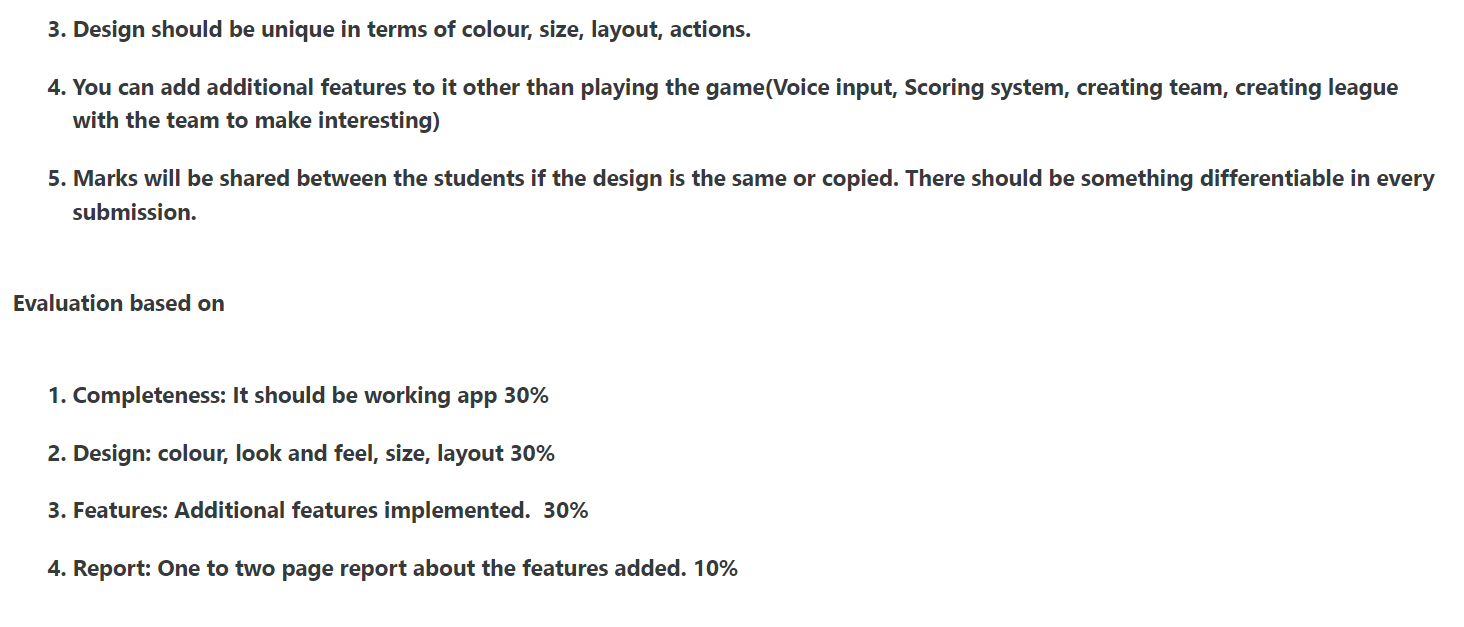 3. Design should be unique in terms of colour, size, layout, actions.
4. You can add additional features to it other than playing the game(Voice input, Scoring system, creating team, creating league
with the team to make interesting)
5. Marks will be shared between the students if the design is the same or copied. There should be something differentiable in every
submission.
Evaluation based on
1. Completeness: It should be working app 30%
2. Design: colour, look and feel, size, layout 30%
3. Features: Additional features implemented.  30%
4. Report: One to two page report about the features added. 10%